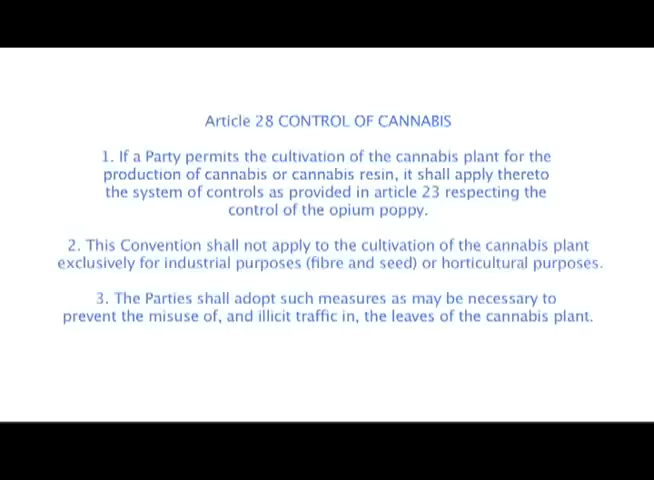 Article 28 CONTROL OF CANNABIS
1. If a Party permits the cultivation of the cannabis plant for the
production of cannabis or cannabis resin, it shall apply thereto
the system of controls as provided in article 23 respecting the
control of the opium poppy.
2. This Convention shall not apply to the cultivation of the cannabis plant
exclusively for industrial purposes (fibre and seed) or horticultural purposes.
3. The Parties shall adopt such measures as may be necessary to
prevent the misuse of, and illicit traffic in, the leaves of the cannabis plant.